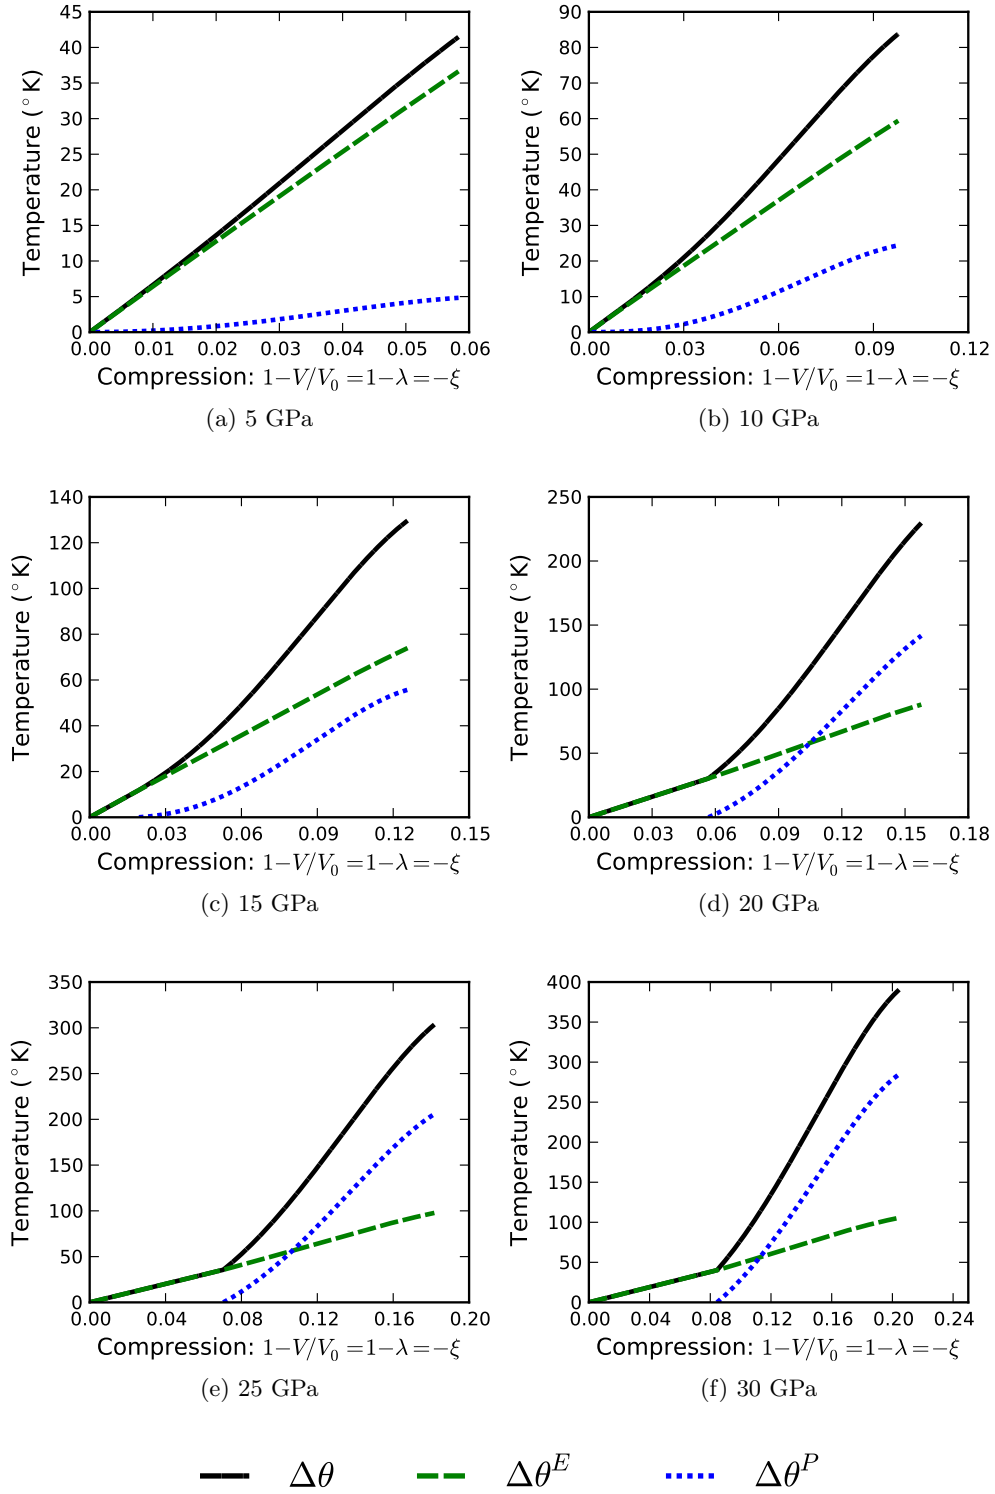 45
40
35
30
25
20
15
10
5
0
Temperature (°K)
0.00 0.01 0.02 0.03 0.04 0.05 0.06
Compression: 1−V/V₀ =1−λ=−ξ
(a) 5 GPa
90
80
70
60
50
40
30
20
10
0
Temperature (°K)
0.00 0.03 0.06 0.09 0.12
Compression: 1−V/V₀ =1−λ=−ξ
(b) 10 GPa
140
120
100
80
60
40
20
0
Temperature (°K)
0.00 0.03 0.06 0.09 0.12 0.15
Compression: 1−V/V₀ =1−λ=−ξ
(c) 15 GPa
250
200
150
100
50
0
Temperature (°K)
0.00 0.03 0.06 0.09 0.12 0.15 0.18
Compression: 1−V/V₀ =1−λ=−ξ
(d) 20 GPa
350
300
250
200
150
100
50
0
Temperature (°K)
0.00 0.04 0.08 0.12 0.16 0.20
Compression: 1−V/V₀ =1−λ=−ξ
(e) 25 GPa
400
350
300
250
200
150
100
50
0
Temperature (°K)
0.00 0.04 0.08 0.12 0.16 0.20 0.24
Compression: 1−V/V₀ =1−λ=−ξ
(f) 30 GPa
Δθ Δθᴱ Δθᴾ